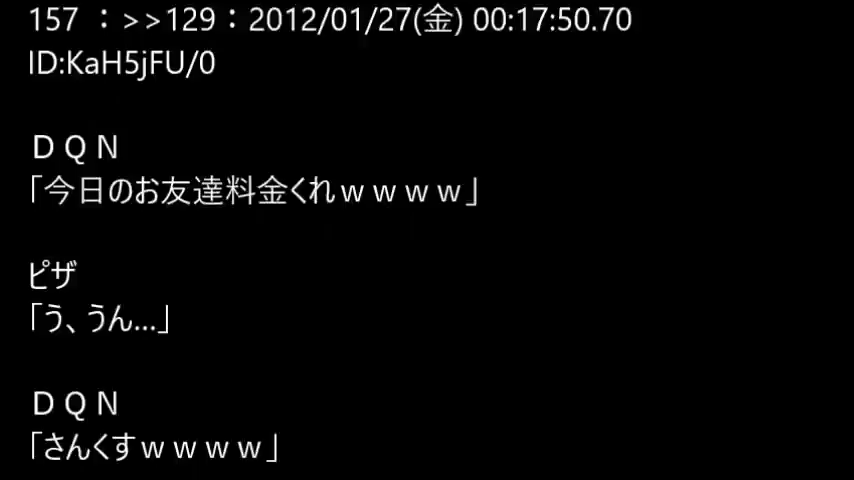 157 ：>>129：2012/01/27(金) 00:17:50.70
ID:KaH5jFU/0
ＤＱＮ
「今日のお友達料金くれｗｗｗｗ」
ピザ
「う、うん…」
ＤＱＮ
「さんくすｗｗｗｗ」